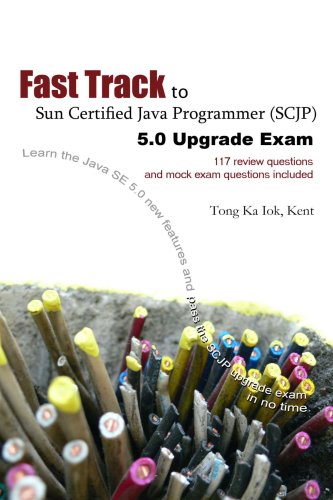 Fast Track to
Sun Certified Java Programmer (SCJP)
5.0 Upgrade Exam
117 review questions
and mock exam questions included
Learn the Java SE 5.0 new features and pass the SCJP upgrade exam
in no time.
Tong Ka Iok, Kent